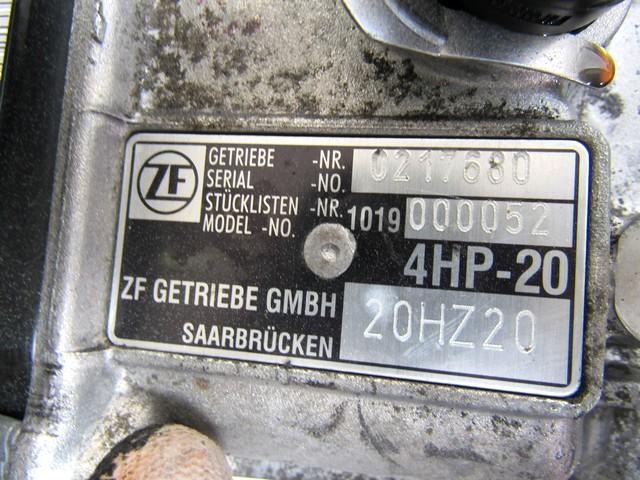 ZF
GETRIEBE -NR. 0217680
SERIAL -NO.
STÜCKLISTEN -NR. 1019 000052
MODEL -NO.
4HP-20
ZF GETRIEBE GMBH 20HZ20
SAARBRÜCKEN